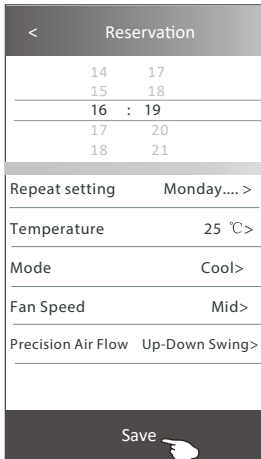 < Reservation
14 17
15 18
16 : 19
17 20
18 21
Repeat setting Monday.... >
Temperature 25 ℃>
Mode Cool>
Fan Speed Mid>
Precision Air Flow Up-Down Swing>
Save